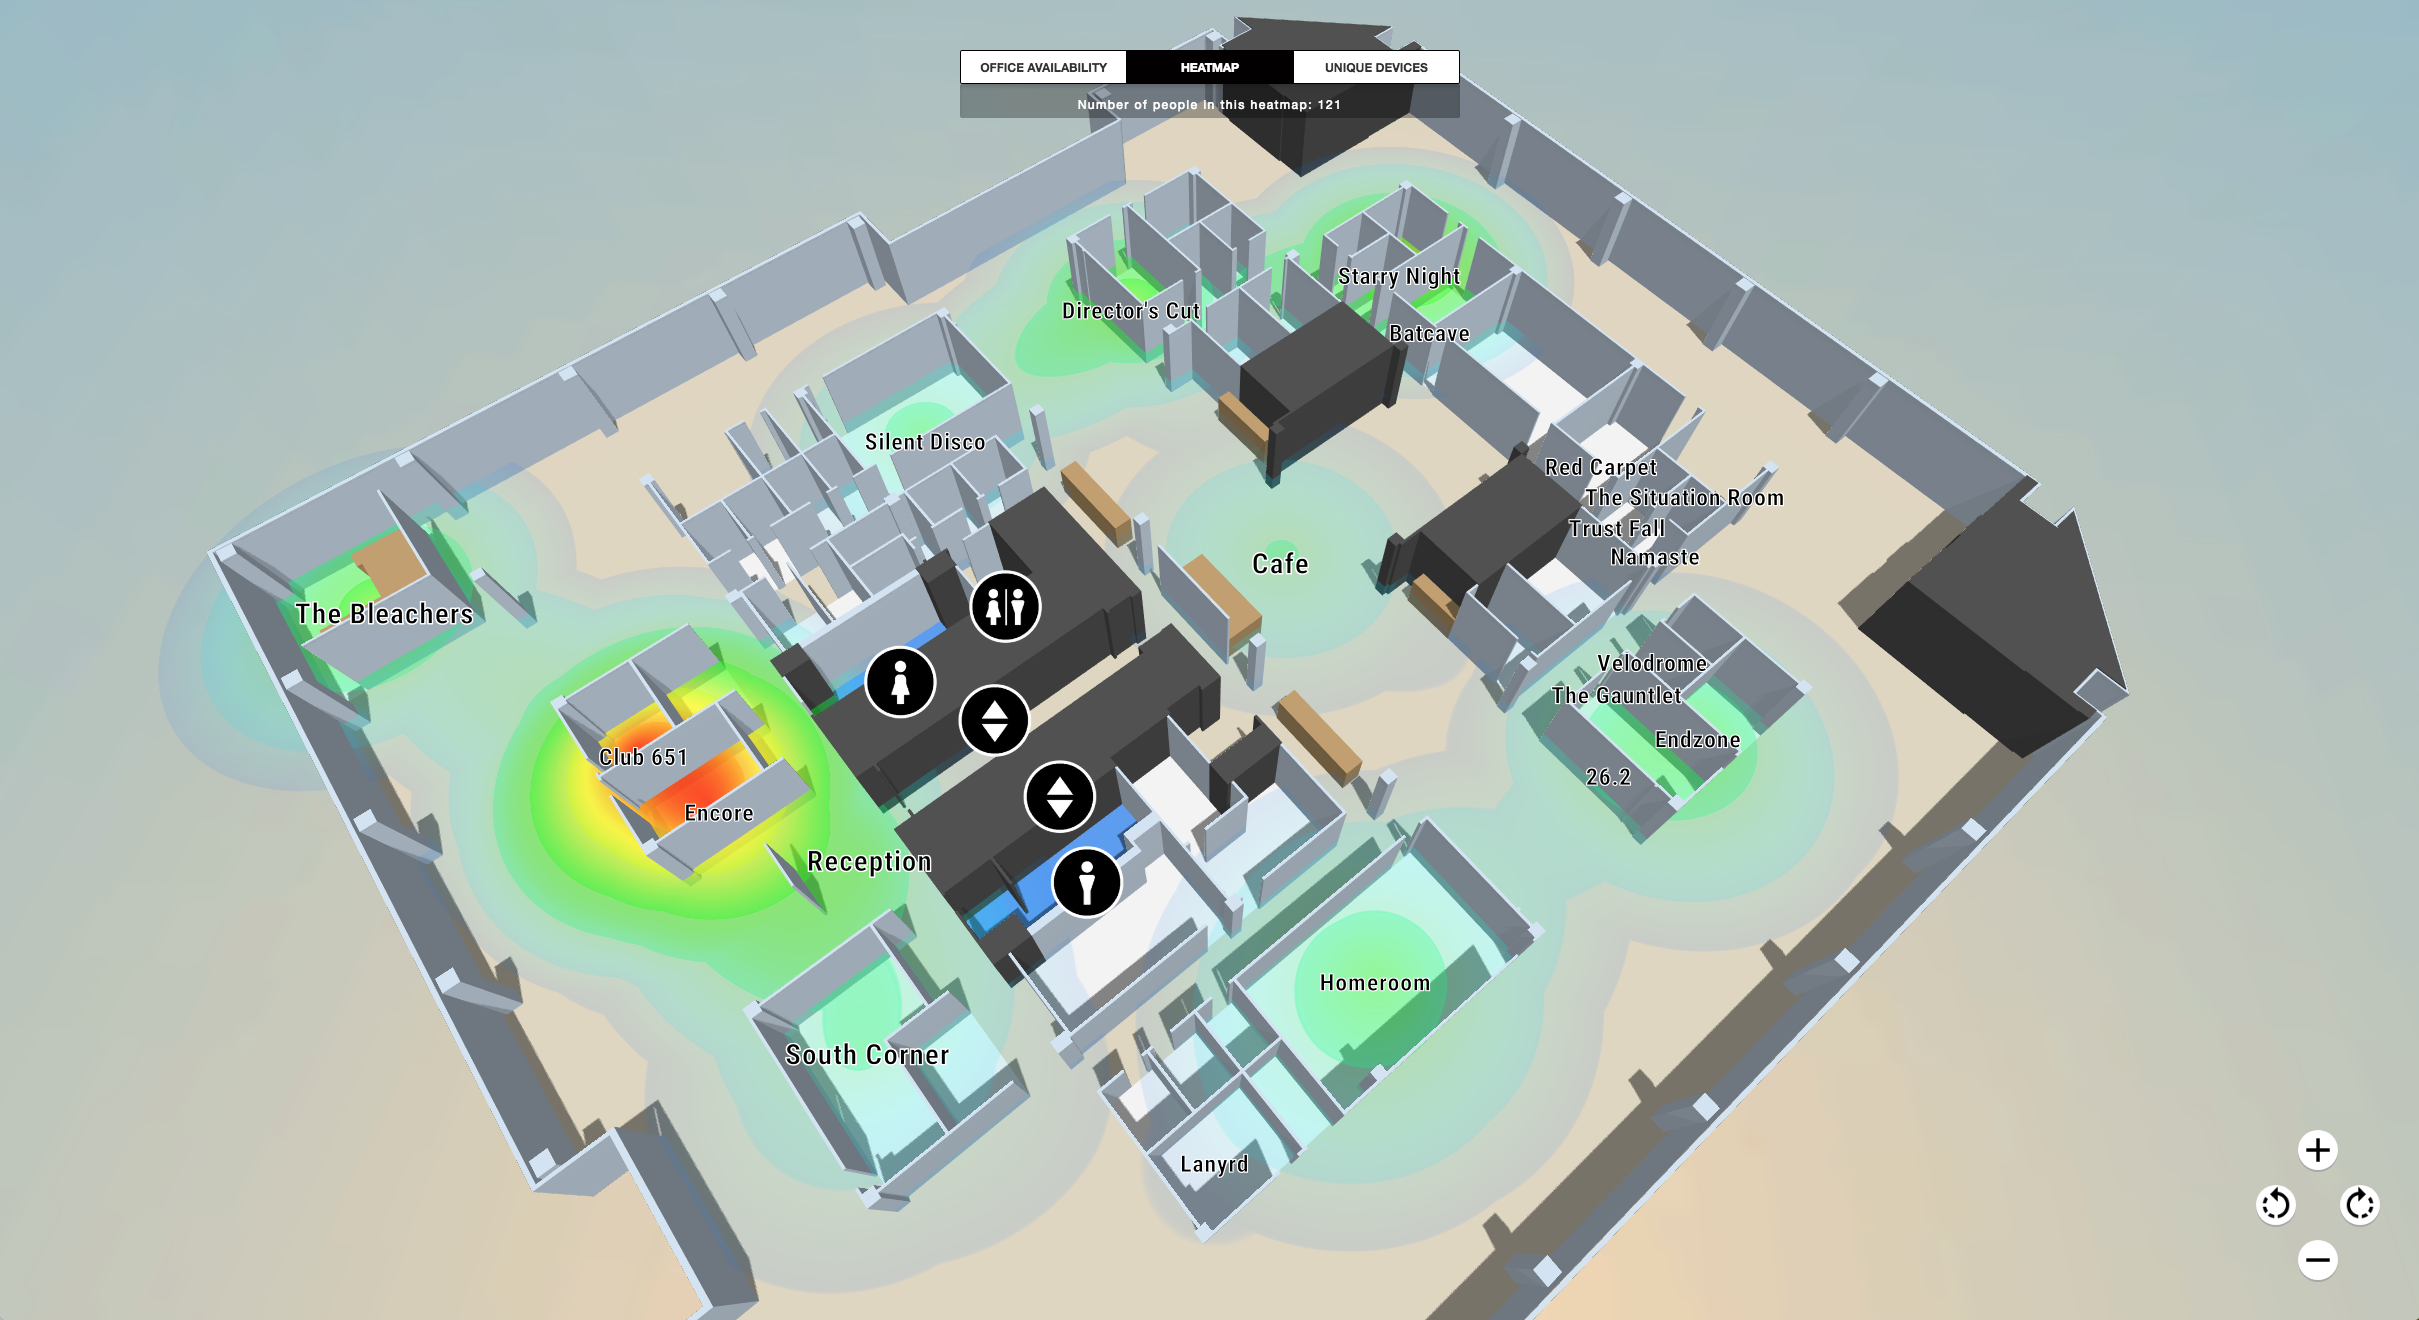 OFFICE AVAILABILITY
HEATMAP
UNIQUE DEVICES
Number of people in this heatmap: 121
Starry Night
Director's Cut
Batcave
Silent Disco
Red Carpet
The Situation Room
Trust Fall
Namaste
Cafe
The Bleachers
Velodrome
The Gauntlet
Endzone
26.2
Club 651
Encore
Reception
Homeroom
South Corner
Lanyrd